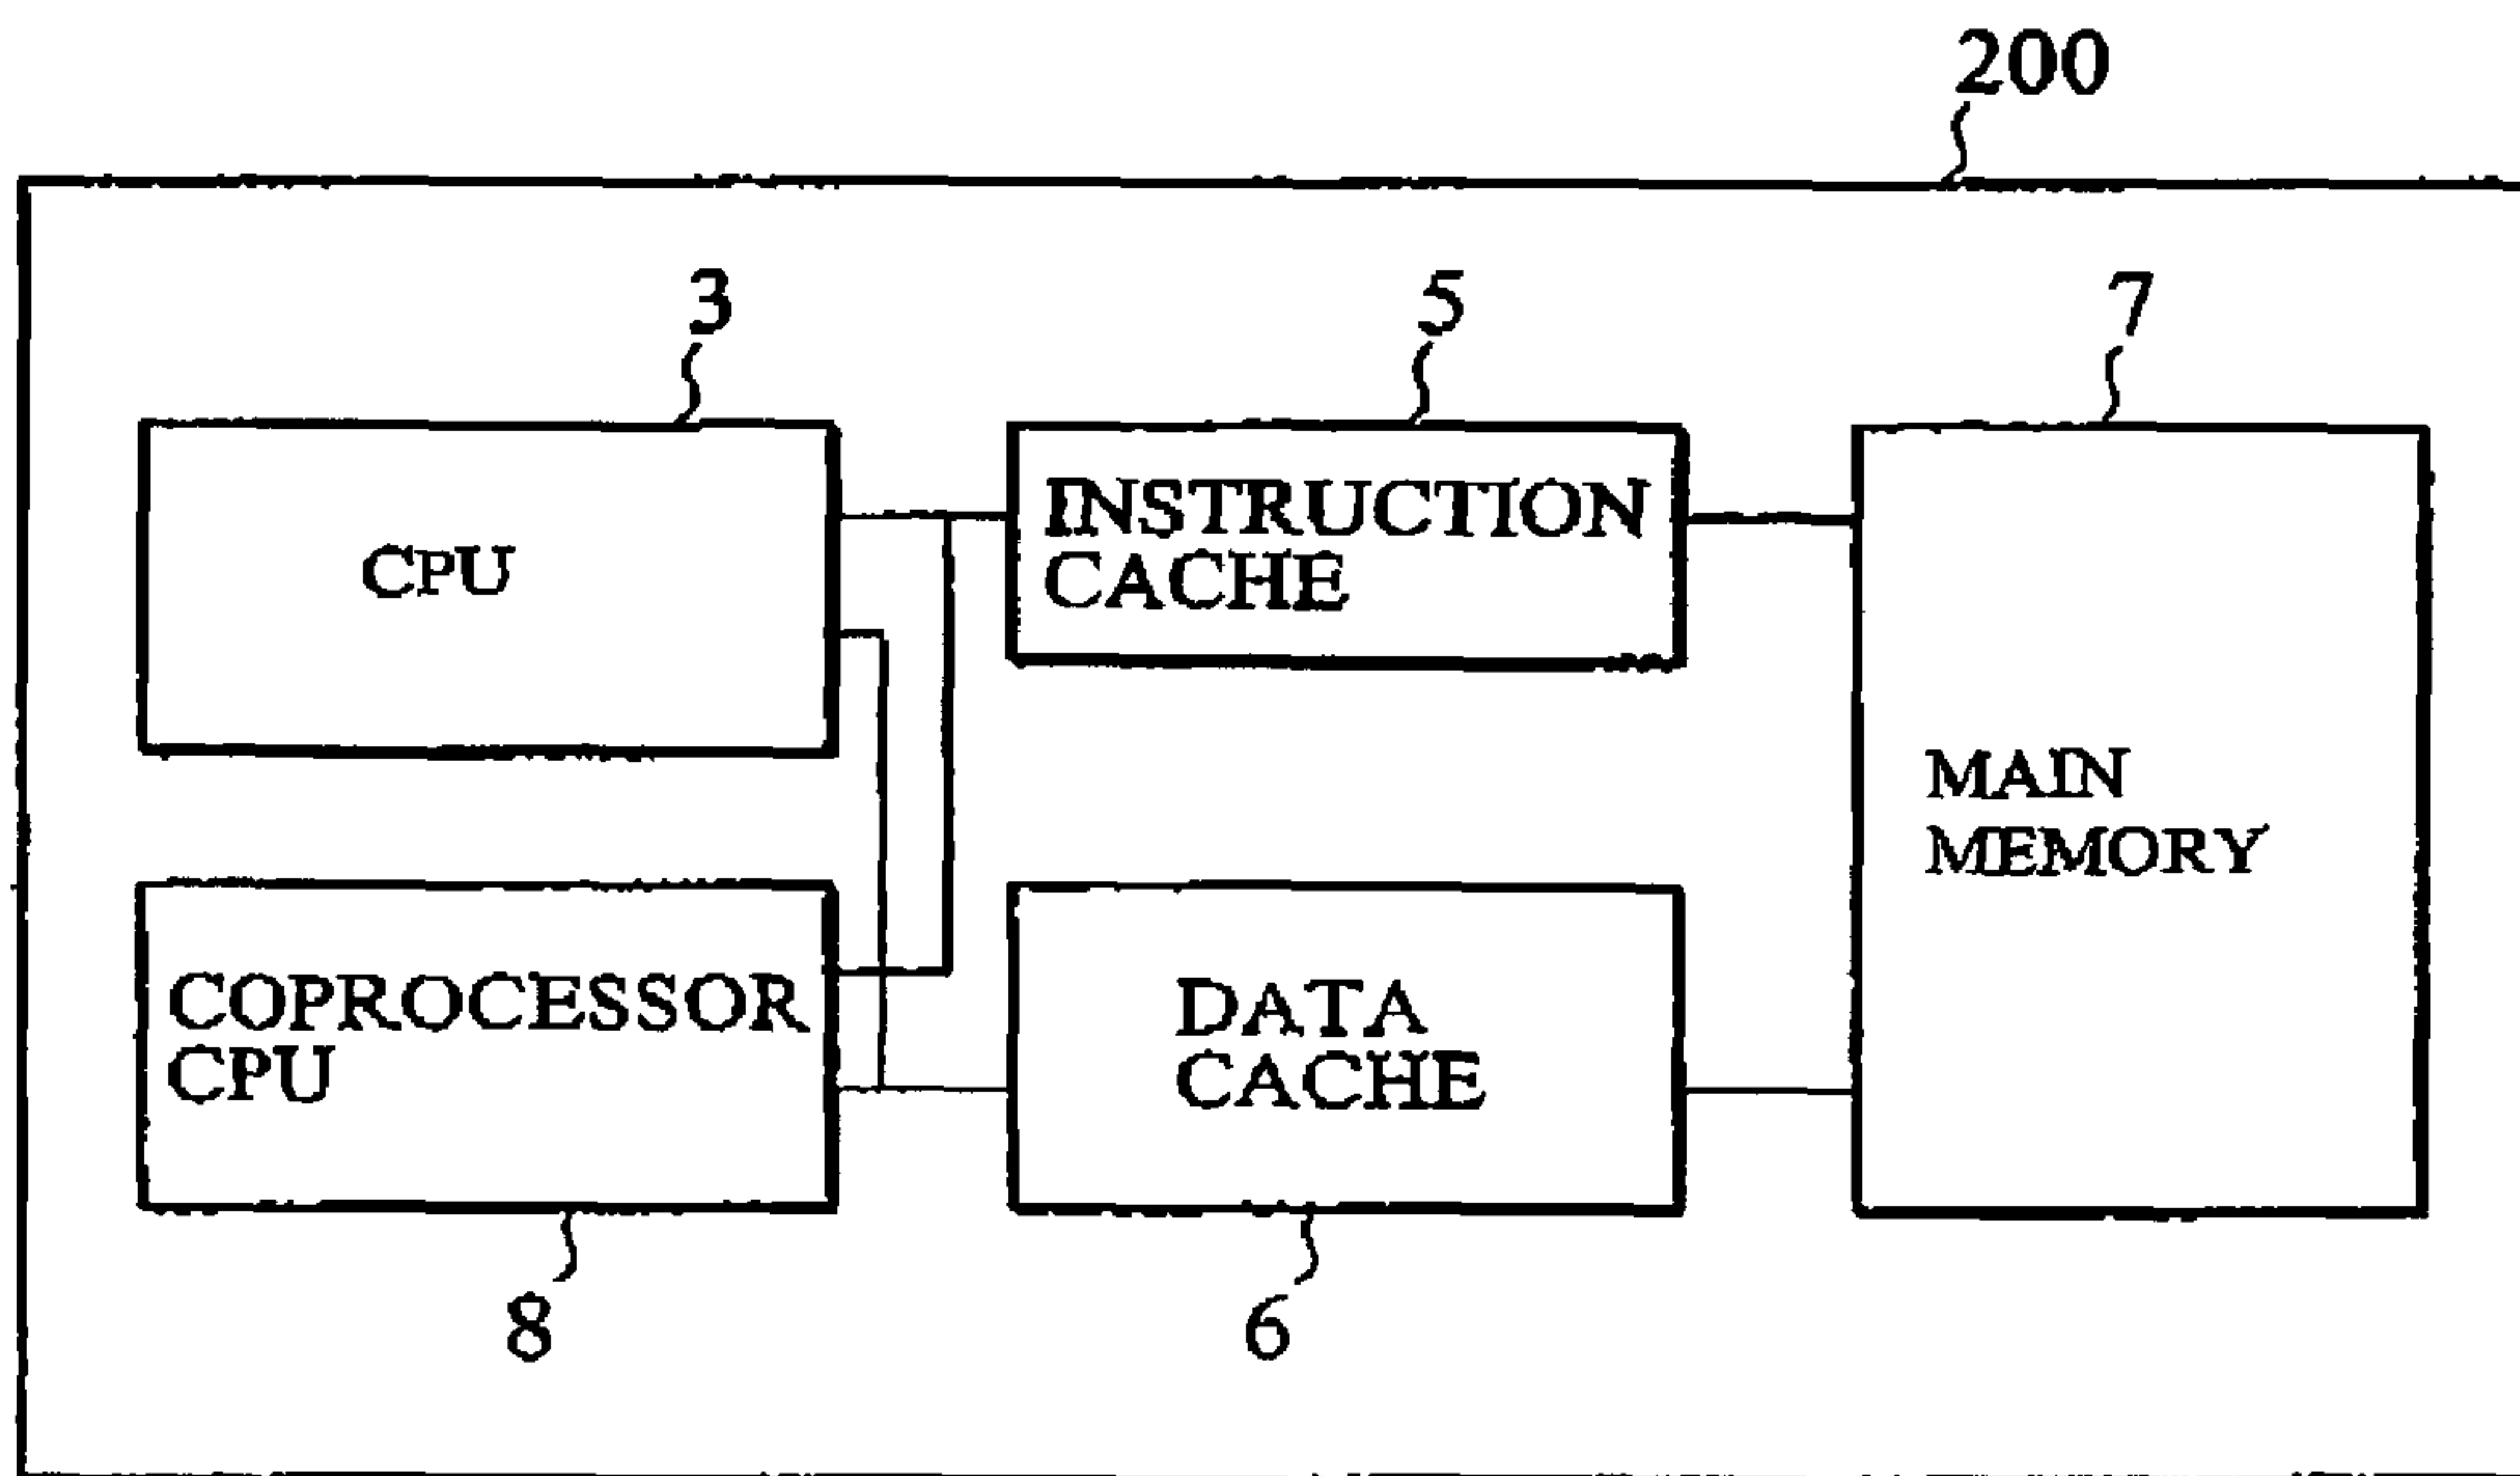 200
3
5
7
CPU
INSTRUCTION
CACHE
MAIN
MEMORY
COPROCESSOR
CPU
DATA
CACHE
8
6